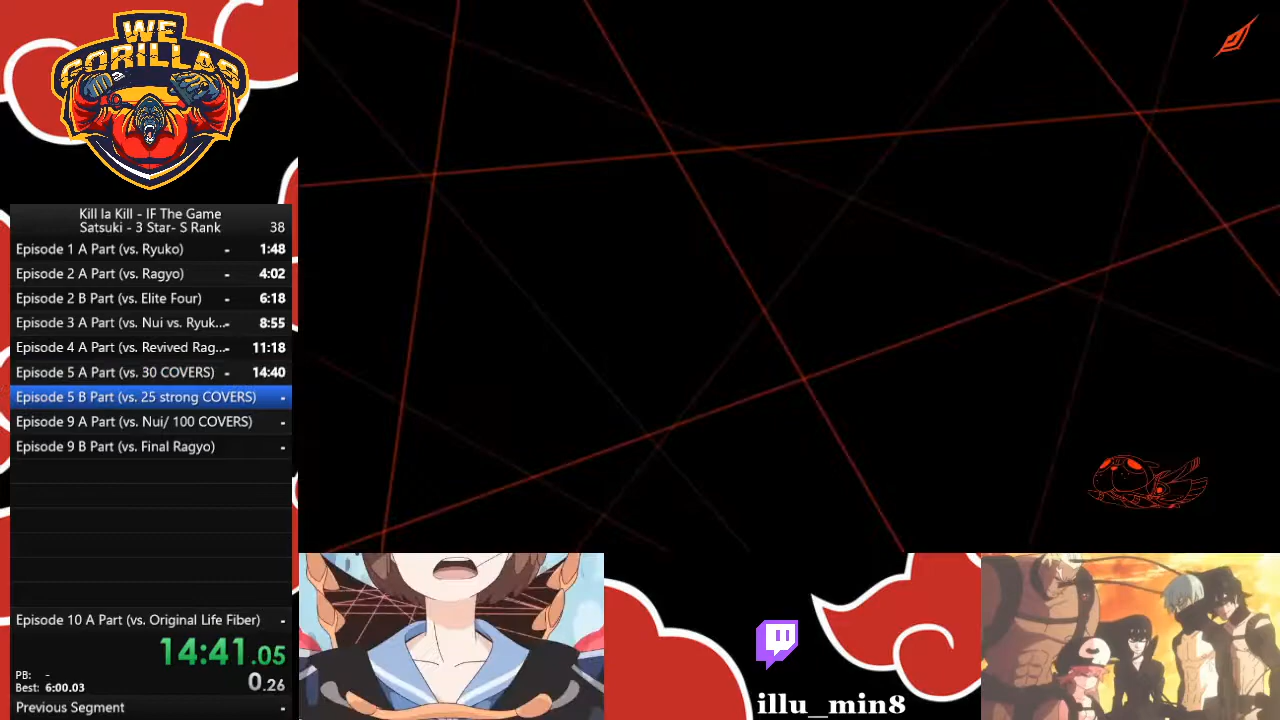 WE
GORILLAS
Kill la Kill - IF The Game
Satsuki - 3 Star- S Rank 38
Episode 1 A Part (vs. Ryuko) - 1:48
Episode 2 A Part (vs. Ragyo) - 4:02
Episode 2 B Part (vs. Elite Four) - 6:18
Episode 3 A Part (vs. Nui vs. Ryuk... - 8:55
Episode 4 A Part (vs. Revived Rag... - 11:18
Episode 5 A Part (vs. 30 COVERS) - 14:40
Episode 5 B Part (vs. 25 strong COVERS) -
Episode 9 A Part (vs. Nui/ 100 COVERS) -
Episode 9 B Part (vs. Final Ragyo) -
Episode 10 A Part (vs. Original Life Fiber) -
14:41.05
PB: -
Best: 6:00.03 0.26
Previous Segment -
illu_min8